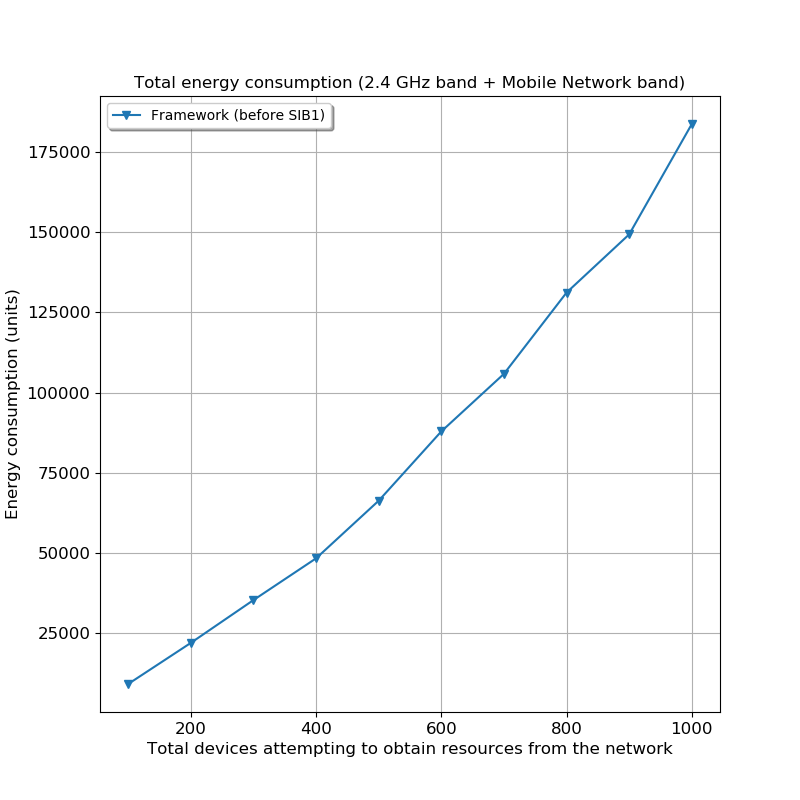 Total energy consumption (2.4 GHz band + Mobile Network band)
Framework (before SIB1)
175000
150000
125000
100000
75000
50000
25000
Energy consumption (units)
200 400 600 800 1000
Total devices attempting to obtain resources from the network